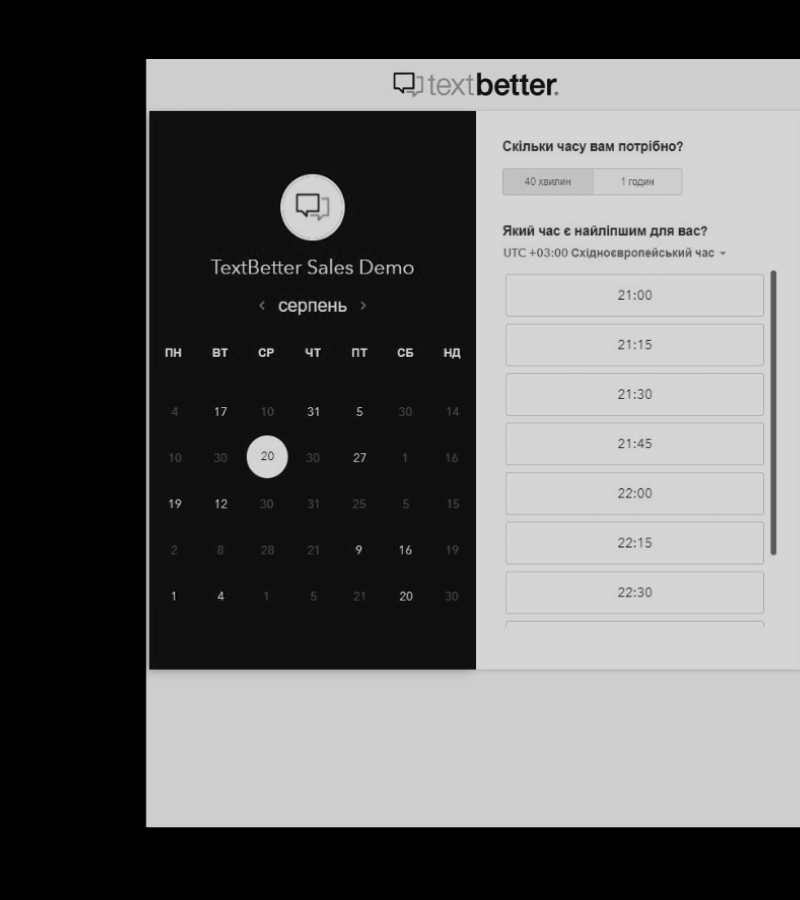 textbetter.
TextBetter Sales Demo
< серпень >
ПН ВТ СР ЧТ ПТ СБ НД
4 17 10 31 5 30 14
10 30 20 30 27 1 16
19 12 30 31 25 5 15
2 8 28 21 9 16 19
1 4 1 5 21 20 30
Скільки часу вам потрібно?
40 хвилин 1 годин
Який час є найліпшим для вас?
UTC +03:00 Східноєвропейський час
21:00
21:15
21:30
21:45
22:00
22:15
22:30